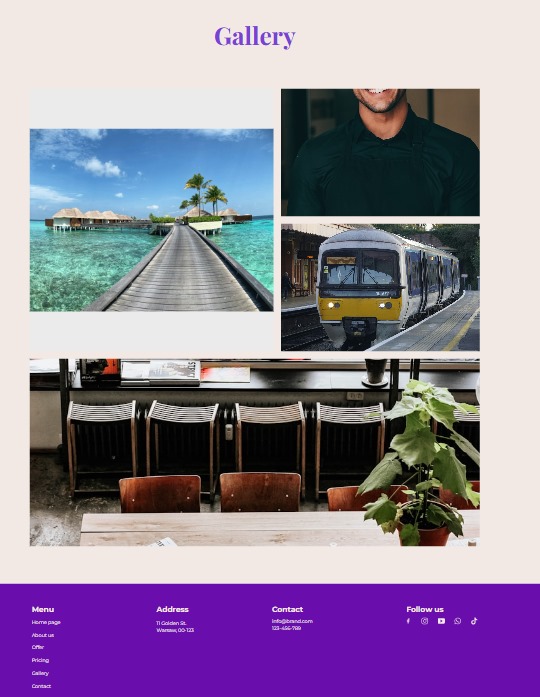 Gallery
Menu
Home page
About us
Offer
Pricing
Gallery
Contact
Address
11 Golden St.
Warsaw, 00-123
Contact
info@brand.com
123-456-789
Follow us